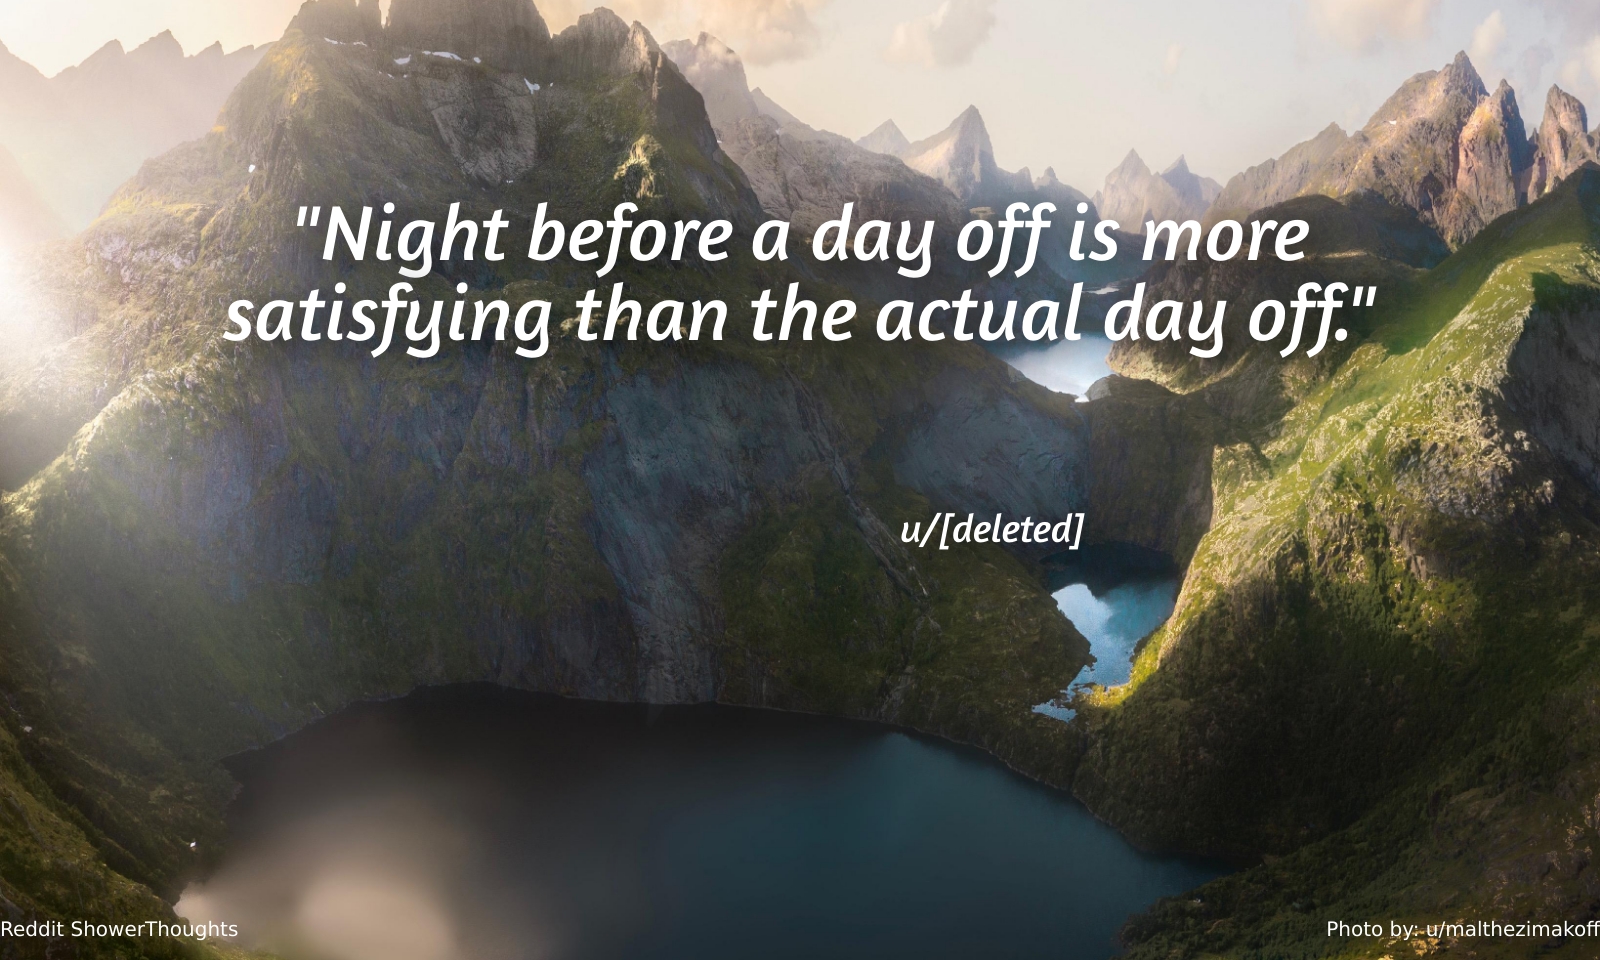 "Night before a day off is more
satisfying than the actual day off."
u/[deleted]
Reddit ShowerThoughts
Photo by: u/malthezimakoff